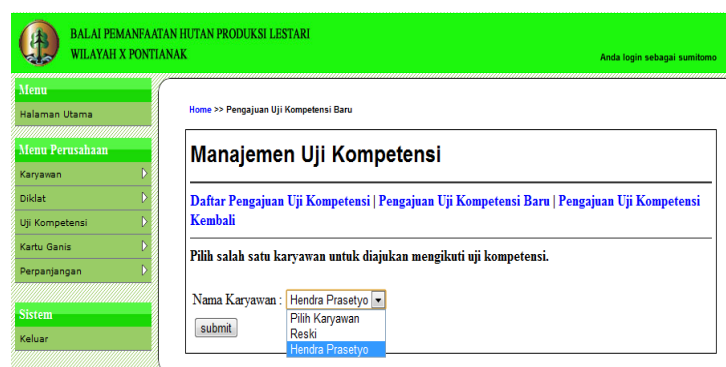 BALAI PEMANFAATAN HUTAN PRODUKSI LESTARI
WILAYAH X PONTIANAK
Anda login sebagai sumitomo
Menu
Halaman Utama
Menu Perusahaan
Karyawan
Diklat
Uji Kompetensi
Kartu Ganis
Perpanjangan
Sistem
Keluar
Home >> Pengajuan Uji Kompetensi Baru
Manajemen Uji Kompetensi
Daftar Pengajuan Uji Kompetensi | Pengajuan Uji Kompetensi Baru | Pengajuan Uji Kompetensi
Kembali
Pilih salah satu karyawan untuk diajukan mengikuti uji kompetensi.
Nama Karyawan : Hendra Prasetyo
Pilih Karyawan
Reski
Hendra Prasetyo
submit